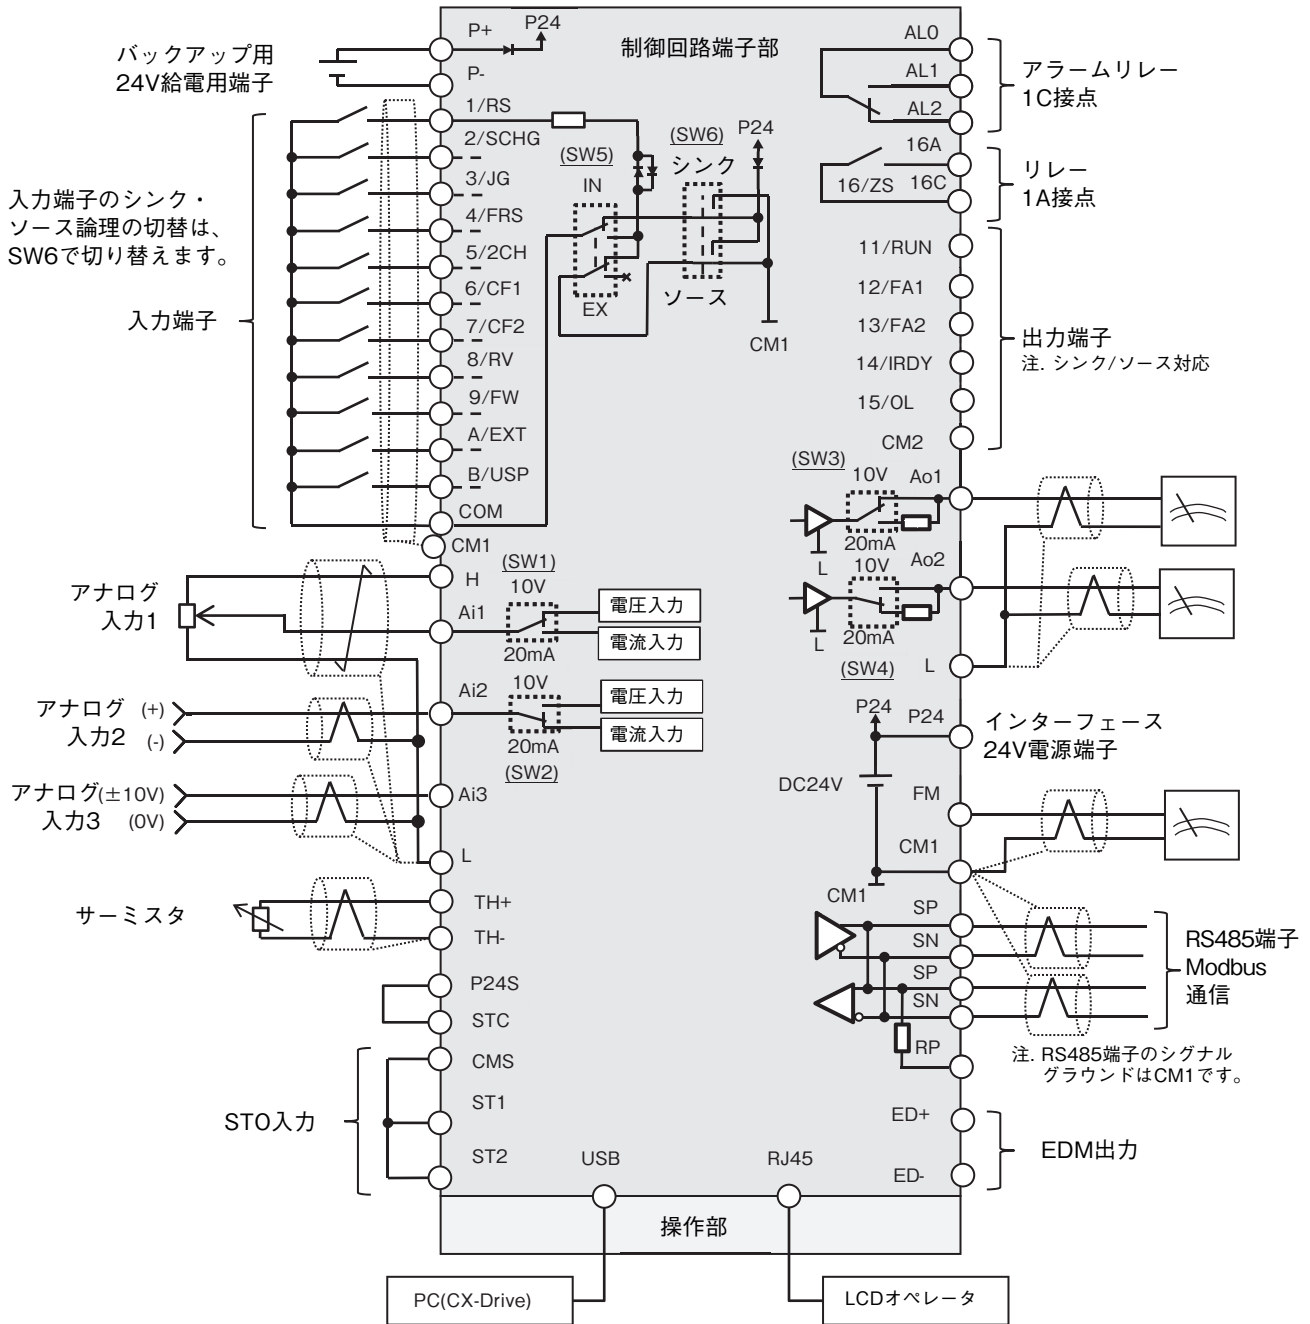 制御回路端子部
バックアップ用
24V給電用端子
P+
P24
P-
1/RS
2/SCHG
3/JG
4/FRS
5/2CH
6/CF1
7/CF2
8/RV
9/FW
A/EXT
B/USP
COM
CM1
入力端子のシンク・
ソース論理の切替は、
SW6で切り替えます。
入力端子
(SW5)
IN
EX
(SW6)
シンク
ソース
P24
CM1
AL0
AL1
AL2
アラームリレー
1C接点
16A
16/ZS
16C
リレー
1A接点
11/RUN
12/FA1
13/FA2
14/IRDY
15/OL
CM2
出力端子
注. シンク/ソース対応
アナログ
入力1
H
Ai1
(SW1)
10V
20mA
電圧入力
電流入力
アナログ (+)
入力2 (-)
Ai2
10V
20mA
(SW2)
電圧入力
電流入力
アナログ(±10V)
入力3 (0V)
Ai3
L
(SW3)
10V
20mA
L
Ao1
Ao2
10V
20mA
L
(SW4)
L
サーミスタ
TH+
TH-
P24S
STC
CMS
ST1
ST2
STO入力
P24
P24
インターフェース
24V電源端子
DC24V
FM
CM1
CM1
SP
SN
SP
SN
RP
RS485端子
Modbus
通信
注. RS485端子のシグナル
グラウンドはCM1です。
ED+
ED-
EDM出力
USB
RJ45
操作部
PC(CX-Drive)
LCDオペレータ